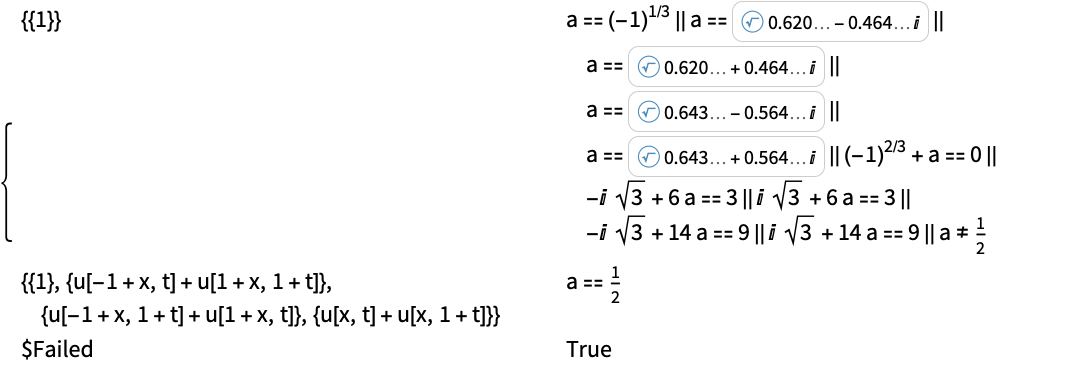 {{1}} a == (-1)^1/3 || a == 0.620... - 0.464... i ||
a == 0.620... + 0.464... i ||
a == 0.643... - 0.564... i ||
a == 0.643... + 0.564... i || (-1)^2/3 + a == 0 ||
-i √3 + 6 a == 3 || i √3 + 6 a == 3 ||
-i √3 + 14 a == 9 || i √3 + 14 a == 9 || a ≠ 1/2
{{1}, {u[-1 + x, t] + u[1 + x, 1 + t]}, a == 1/2
{u[-1 + x, 1 + t] + u[1 + x, t]}, {u[x, t] + u[x, 1 + t]}}
$Failed True